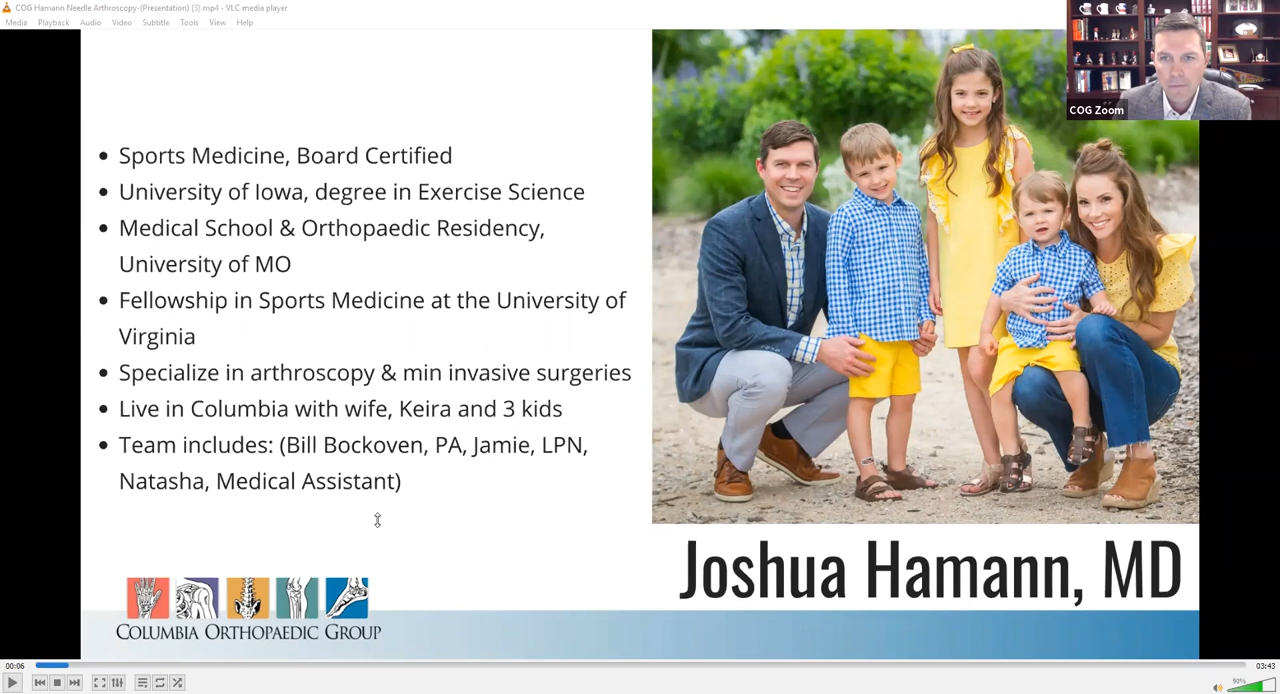 COG Hamann Needle Arthroscopy-(Presentation) (3).mp4 - VLC media player
Media Playback Audio Video Subtitle Tools View Help
COG Zoom
Sports Medicine, Board Certified
University of Iowa, degree in Exercise Science
Medical School & Orthopaedic Residency,
University of MO
Fellowship in Sports Medicine at the University of
Virginia
Specialize in arthroscopy & min invasive surgeries
Live in Columbia with wife, Keira and 3 kids
Team includes: (Bill Bockoven, PA, Jamie, LPN,
Natasha, Medical Assistant)
Joshua Hamann, MD
COLUMBIA ORTHOPAEDIC GROUP
00:06
03:43
90%